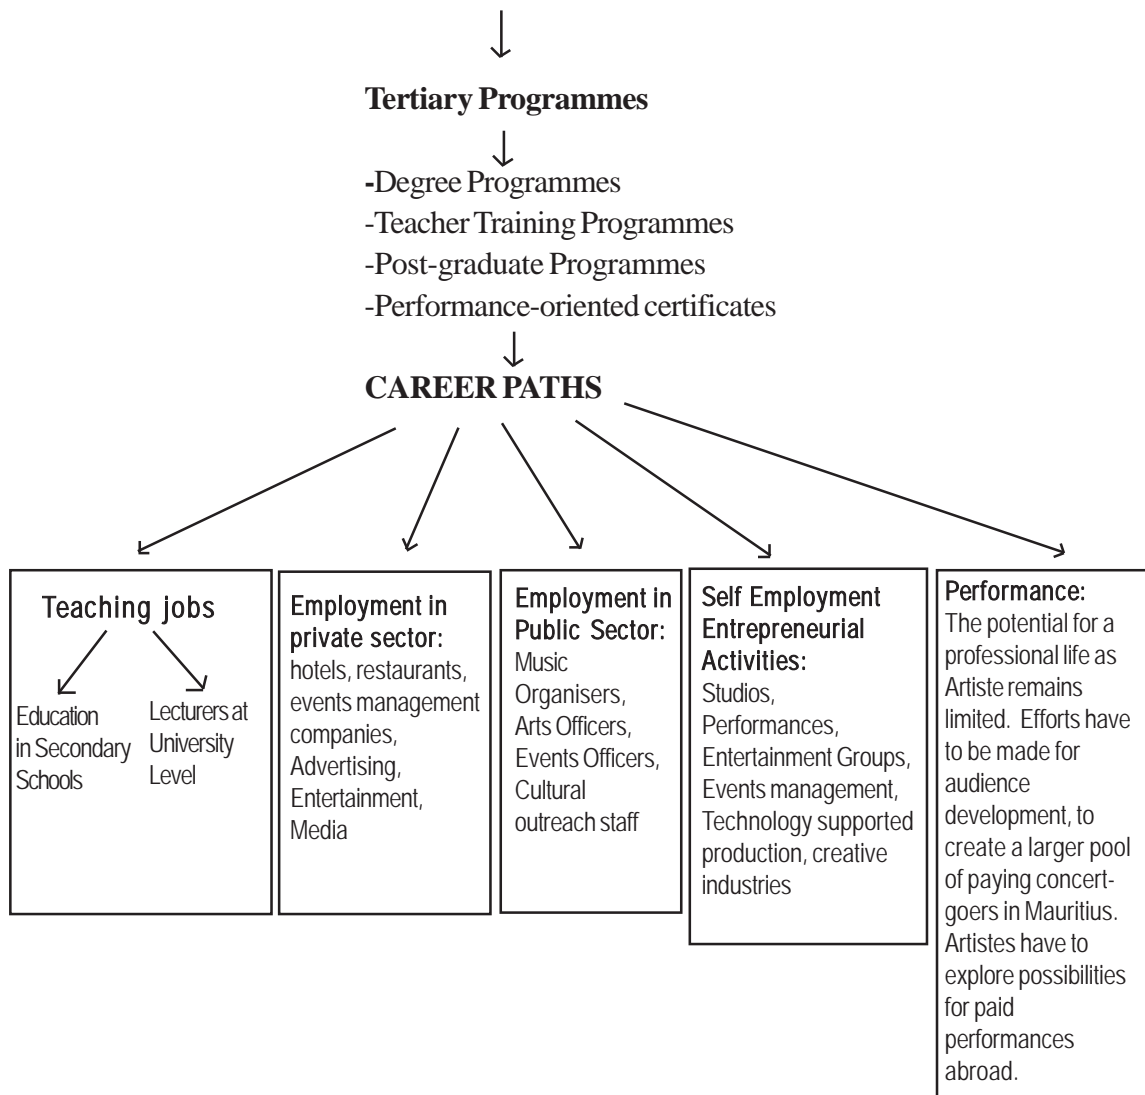 Tertiary Programmes
-Degree Programmes
-Teacher Training Programmes
-Post-graduate Programmes
-Performance-oriented certificates
CAREER PATHS
Teaching jobs
Education
in Secondary
Schools
Lecturers at
University
Level
Employment in
private sector:
hotels, restaurants,
events management
companies,
Advertising,
Entertainment,
Media
Employment in
Public Sector:
Music
Organisers,
Arts Officers,
Events Officers,
Cultural
outreach staff
Self Employment
Entrepreneurial
Activities:
Studios,
Performances,
Entertainment Groups,
Events management,
Technology supported
production, creative
industries
Performance:
The potential for a
professional life as
Artiste remains
limited. Efforts have
to be made for
audience
development, to
create a larger pool
of paying concert-
goers in Mauritius.
Artistes have to
explore possibilities
for paid
performances
abroad.